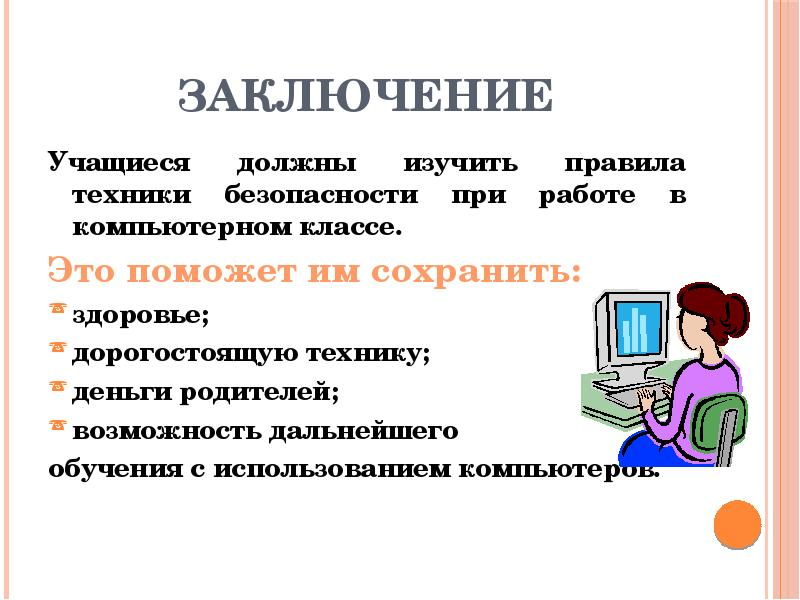 ЗАКЛЮЧЕНИЕ
Учащиеся должны изучить правила
техники безопасности при работе в
компьютерном классе.
Это поможет им сохранить:
здоровье;
дорогостоящую технику;
деньги родителей;
возможность дальнейшего
обучения с использованием компьютеров.